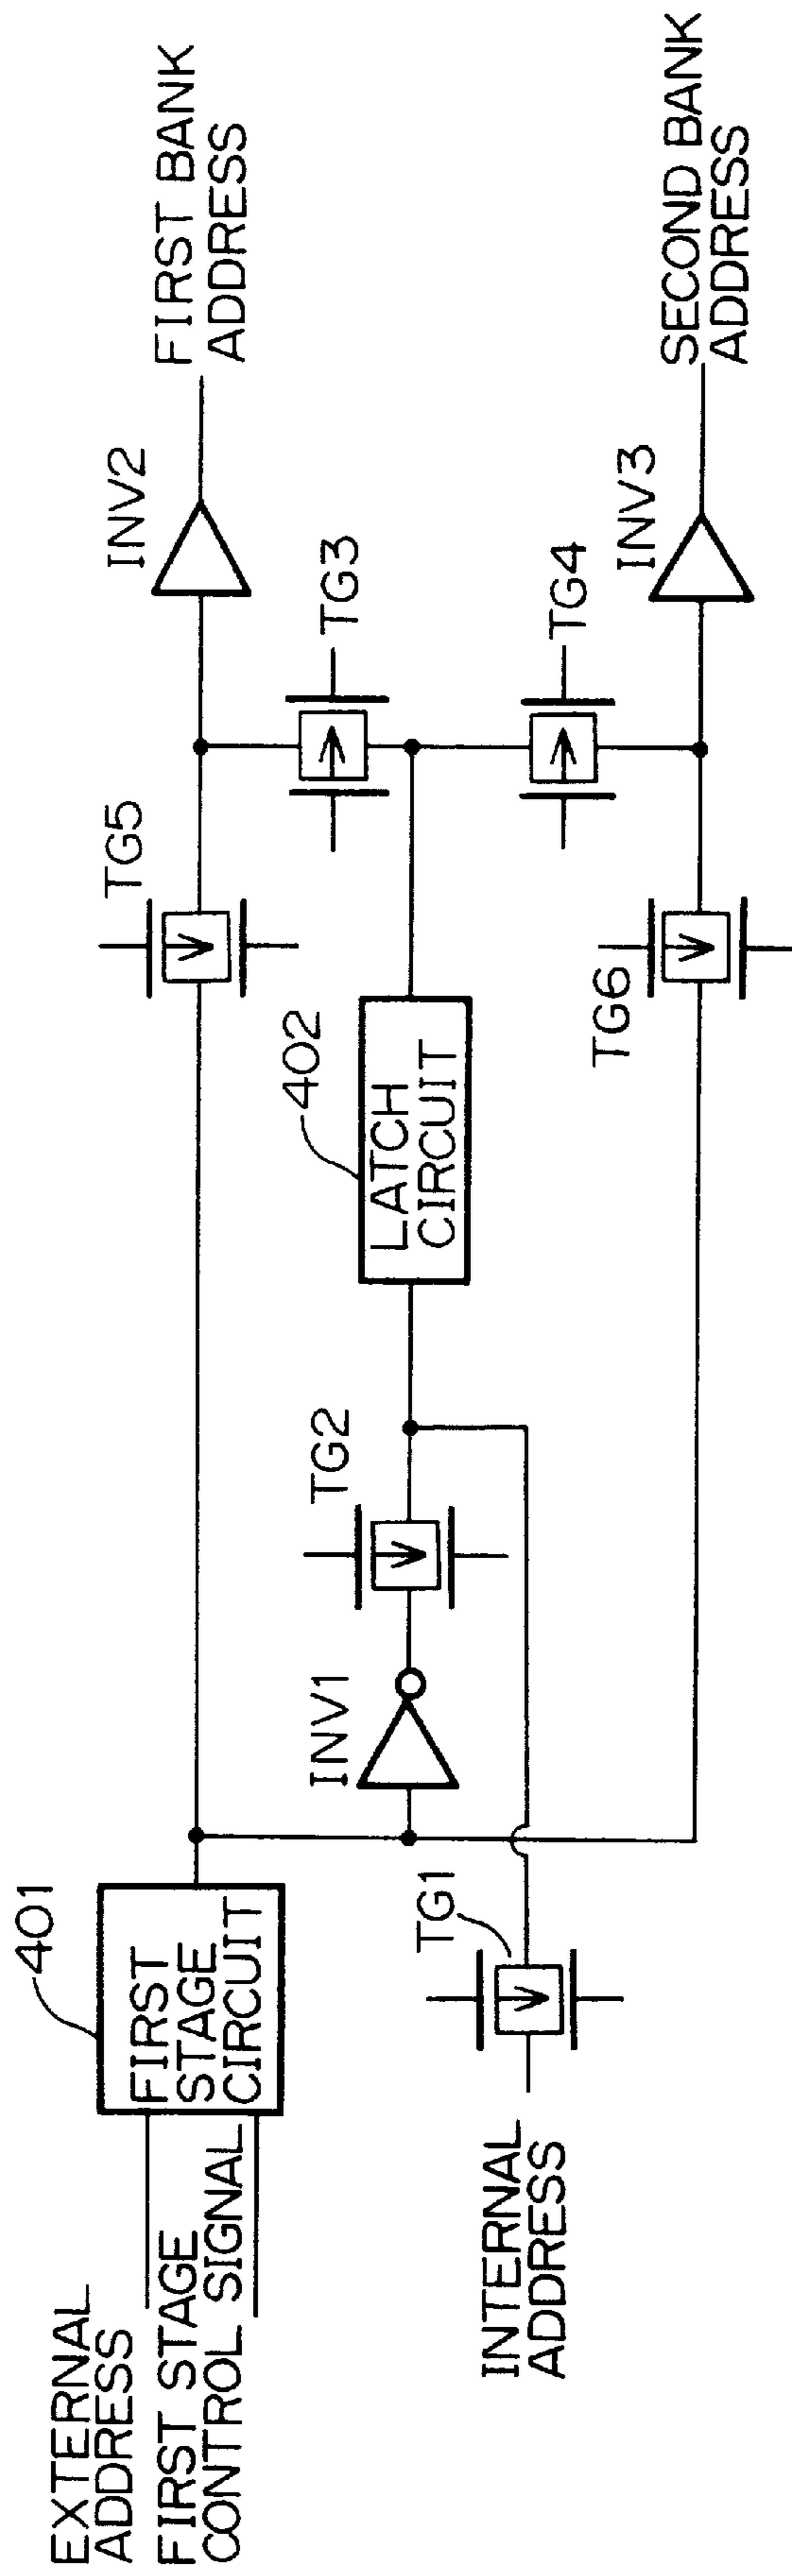 EXTERNAL
ADDRESS
FIRST STAGE
CONTROL SIGNAL
401
FIRST
STAGE
CIRCUIT
INTERNAL
ADDRESS
TG1
INV1
TG2
402
LATCH
CIRCUIT
TG5
TG6
TG3
TG4
INV2
INV3
FIRST BANK
ADDRESS
SECOND BANK
ADDRESS